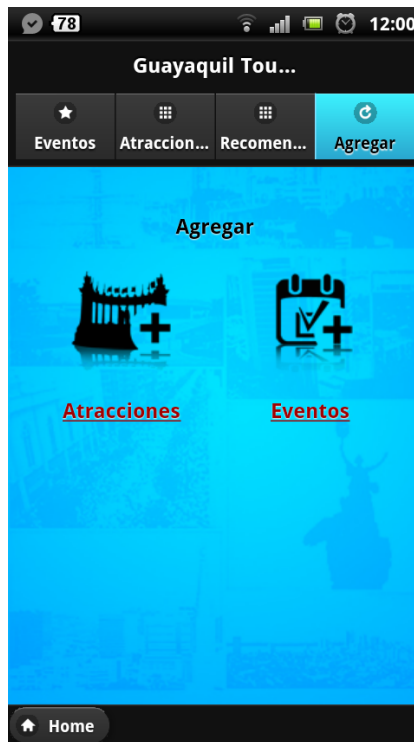 78
12:00
Guayaquil Tou...
Eventos
Atraccion...
Recomen...
Agregar
Agregar
Atracciones
Eventos
Home